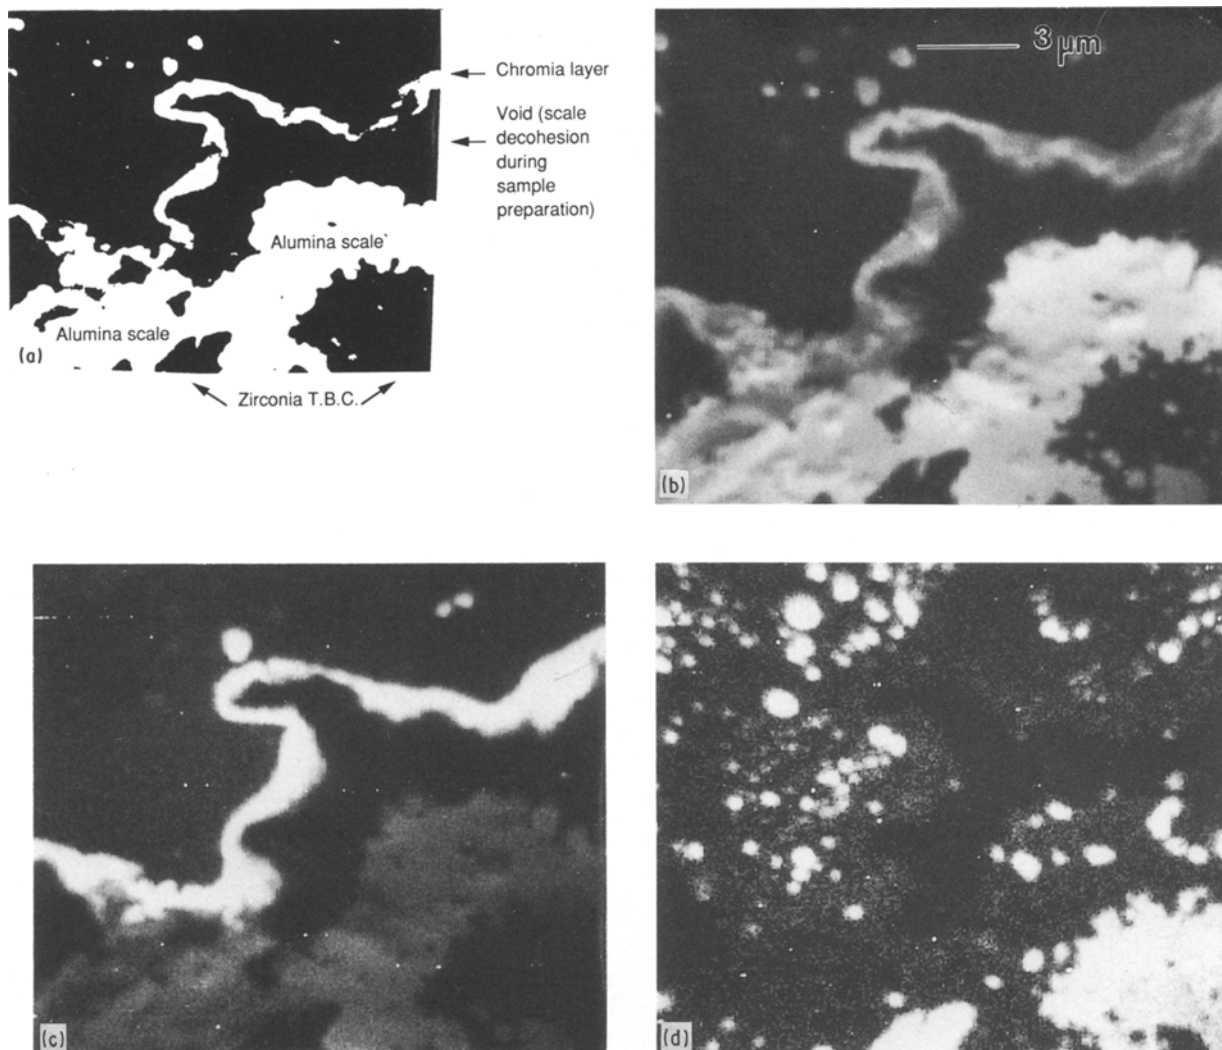 Chromia layer
Void (scale
decohesion
during
sample
preparation)
Alumina scale
Alumina scale
(a)
Zirconia T.B.C.
3 μm
(b)
(c)
(d)